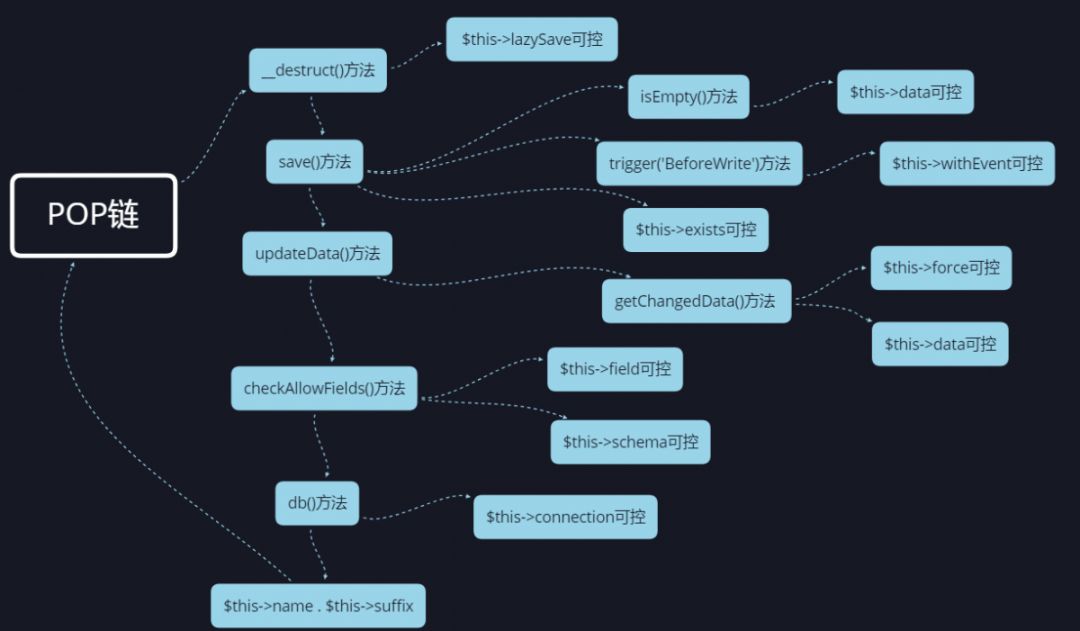 $this->lazySave可控
__destruct()方法
isEmpty()方法
$this->data可控
save()方法
trigger('BeforeWrite')方法
$this->withEvent可控
POP链
$this->exists可控
updateData()方法
$this->force可控
getChangedData()方法
$this->data可控
$this->field可控
checkAllowFields()方法
$this->schema可控
db()方法
$this->connection可控
$this->name . $this->suffix